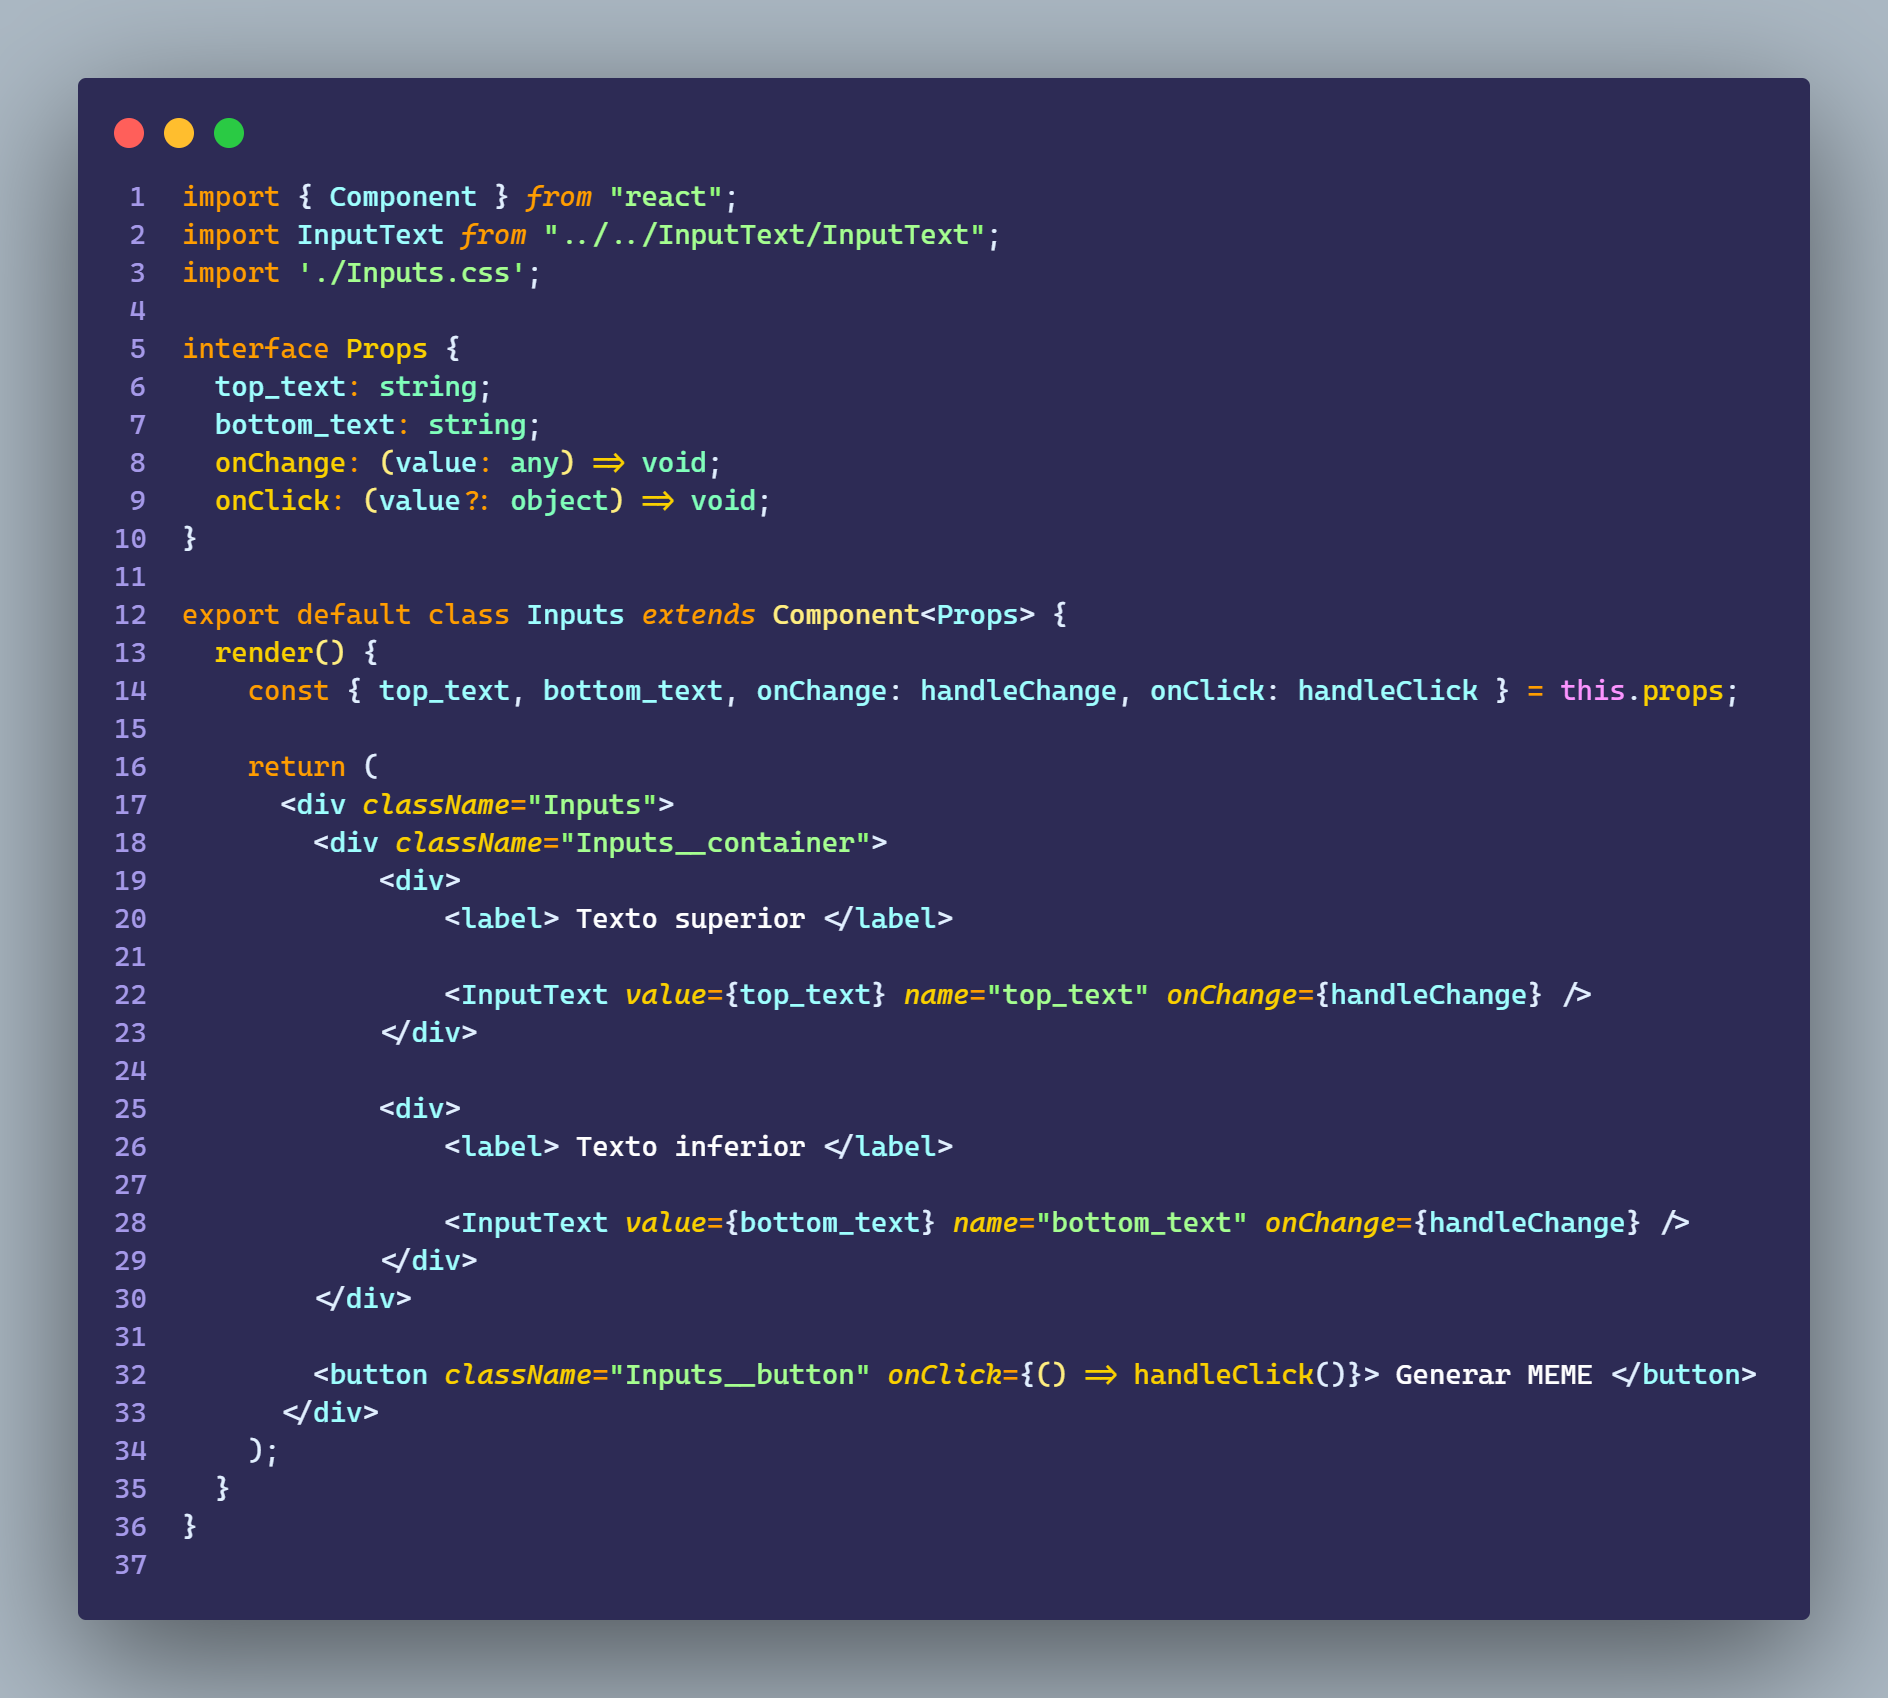 1 import { Component } from "react";
2 import InputText from "../../InputText/InputText";
3 import './Inputs.css';
4
5 interface Props {
6   top_text: string;
7   bottom_text: string;
8   onChange: (value: any) => void;
9   onClick: (value?: object) => void;
10 }
11
12 export default class Inputs extends Component<Props> {
13   render() {
14     const { top_text, bottom_text, onChange: handleChange, onClick: handleClick } = this.props;
15
16     return (
17       <div className="Inputs">
18         <div className="Inputs__container">
19             <div>
20                 <label> Texto superior </label>
21
22                 <InputText value={top_text} name="top_text" onChange={handleChange} />
23             </div>
24
25             <div>
26                 <label> Texto inferior </label>
27
28                 <InputText value={bottom_text} name="bottom_text" onChange={handleChange} />
29             </div>
30         </div>
31
32         <button className="Inputs__button" onClick={() => handleClick()}> Generar MEME </button>
33       </div>
34     );
35   }
36 }
37